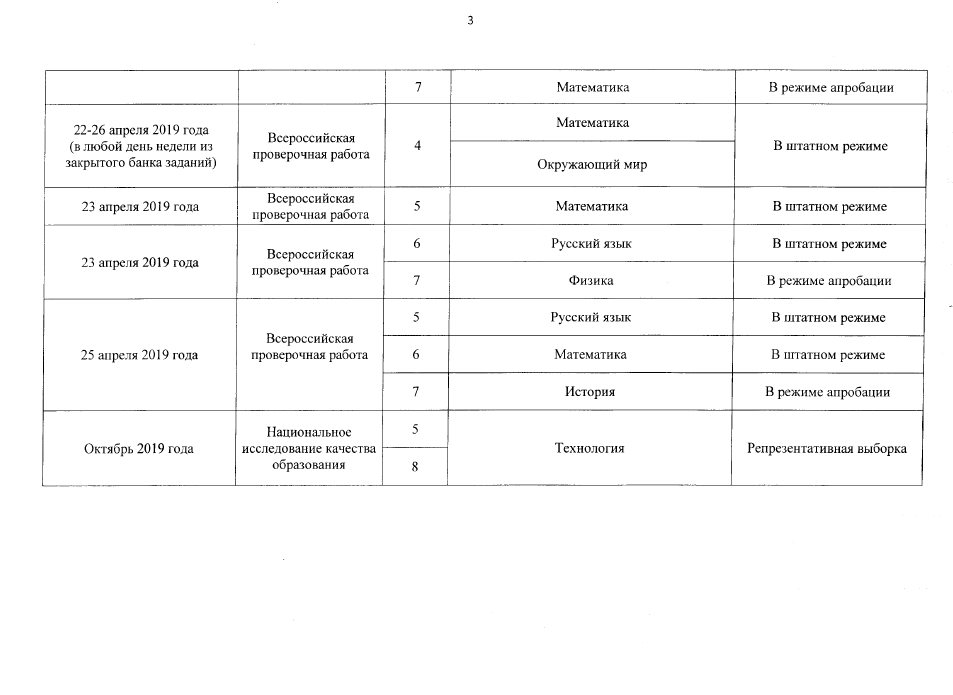 3
7
Математика
В режиме апробации
22-26 апреля 2019 года
(в любой день недели из
закрытого банка заданий)
Всероссийская
проверочная работа
4
Математика
Окружающий мир
В штатном режиме
23 апреля 2019 года
Всероссийская
проверочная работа
5
Математика
В штатном режиме
23 апреля 2019 года
Всероссийская
проверочная работа
6
Русский язык
В штатном режиме
7
Физика
В режиме апробации
25 апреля 2019 года
Всероссийская
проверочная работа
5
Русский язык
В штатном режиме
6
Математика
В штатном режиме
7
История
В режиме апробации
Октябрь 2019 года
Национальное
исследование качества
образования
5
8
Технология
Репрезентативная выборка